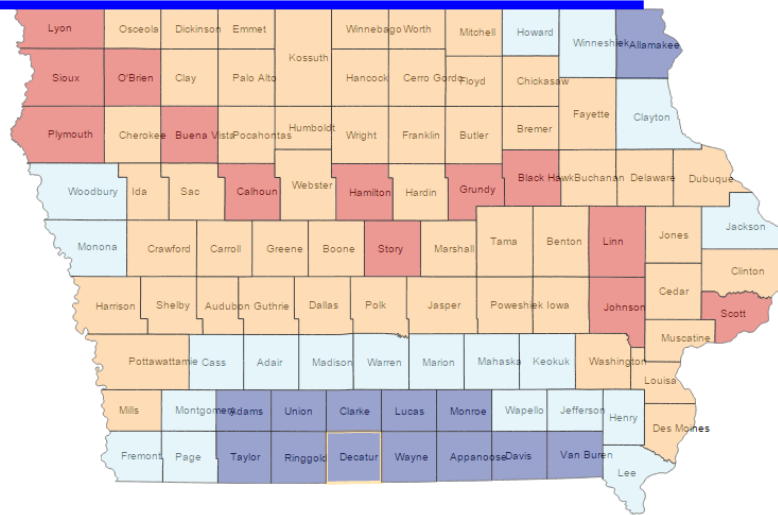 Lyon Osceola Dickinson Emmet Winnebago Worth Mitchell Howard Winneshiek Allamakee
Kossuth
Sioux O'Brien Clay Palo Alto Hancock Cerro Gordo Floyd Chickasaw
Fayette Clayton
Plymouth Cherokee Buena Vista Pocahontas Humboldt Wright Franklin Butler Bremer
Woodbury Ida Sac Calhoun Webster Hamilton Hardin Grundy Black Hawk Buchanan Delaware Dubuque
Monona Crawford Carroll Greene Boone Story Marshall Tama Benton Linn Jones Jackson
Clinton
Harrison Shelby Audubon Guthrie Dallas Polk Jasper Poweshiek Iowa Johnson Cedar Scott
Muscatine
Pottawattamie Cass Adair Madison Warren Marion Mahaska Keokuk Washington
Louisa
Mills Montgomery Adams Union Clarke Lucas Monroe Wapello Jefferson Henry
Des Moines
Fremont Page Taylor Ringgold Decatur Wayne Appanoose Davis Van Buren
Lee